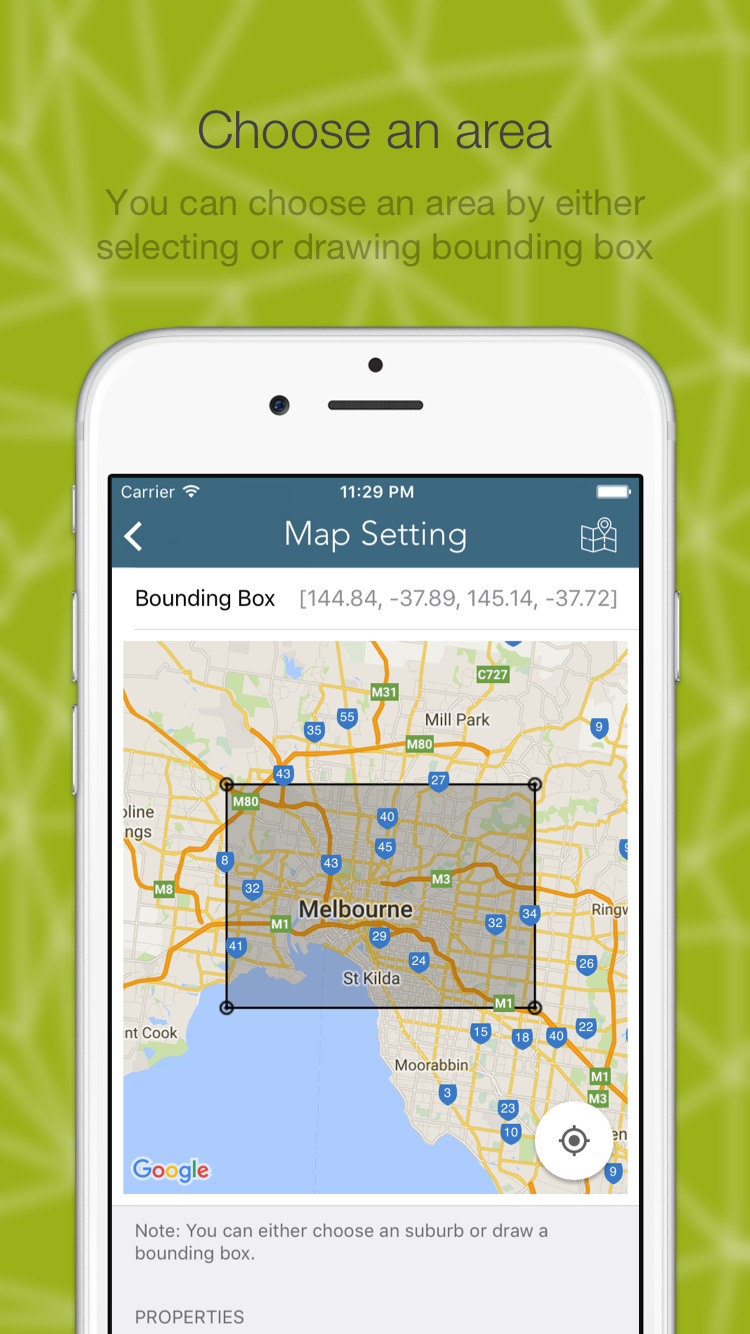 Choose an area
You can choose an area by either
selecting or drawing bounding box
Carrier 11:29 PM
Map Setting
Bounding Box [144.84, -37.89, 145.14, -37.72]
C727
M31
55
Mill Park
35
9
M80
43
27
M80
40
45
8
43
M3
32
M8
Melbourne
34
Ringw
M1
32
29
41
24
26
St Kilda
M1
nt Cook
15
18
40
22
Moorabbin
M1
3
M3
23
10
en
9
Google
Note: You can either choose an suburb or draw a
bounding box.
PROPERTIES